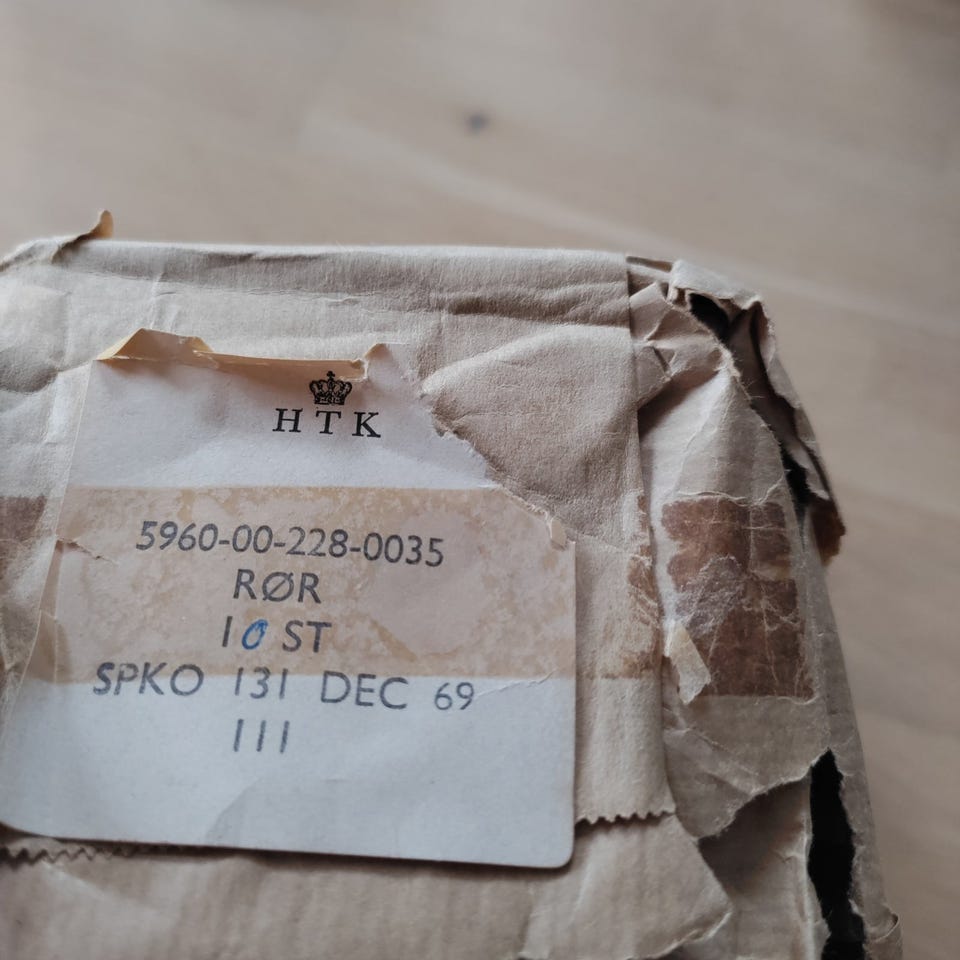 HTK
5960-00-228-0035
RØR
10 ST
SPKO 131 DEC 69
111